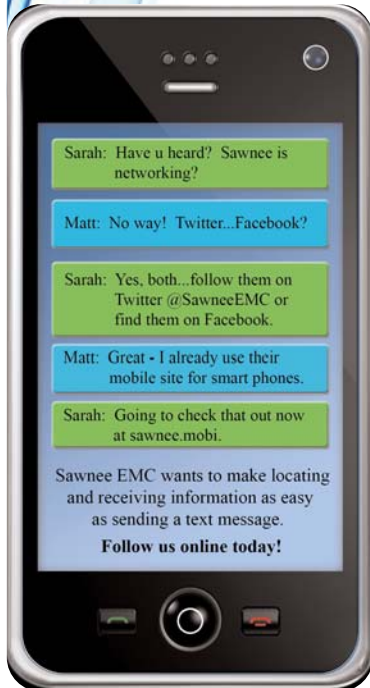 Sarah: Have u heard? Sawnee is
networking?
Matt: No way! Twitter...Facebook?
Sarah: Yes, both...follow them on
Twitter @SawneeEMC or
find them on Facebook.
Matt: Great - I already use their
mobile site for smart phones.
Sarah: Going to check that out now
at sawnee.mobi.
Sawnee EMC wants to make locating
and receiving information as easy
as sending a text message.
Follow us online today!